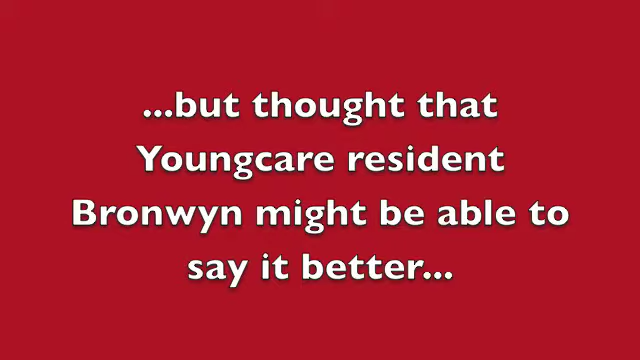 ...but thought that
Youngcare resident
Bronwyn might be able to
say it better...